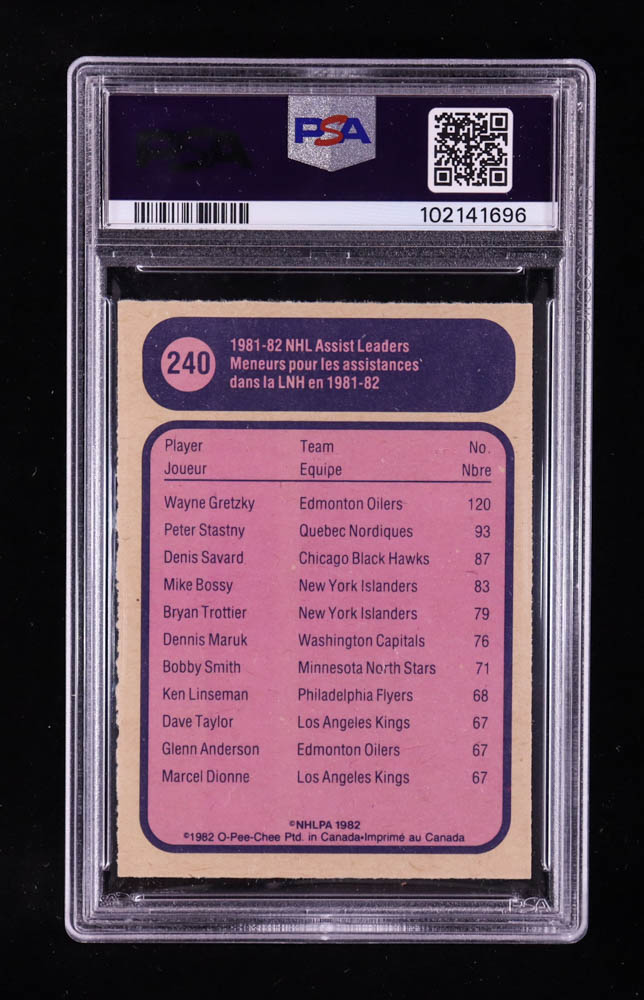 PSA
PSA
102141696
240
1981-82 NHL Assist Leaders
Meneurs pour les assistances
dans la LNH en 1981-82
Player Team No.
Joueur Equipe Nbre
Wayne Gretzky Edmonton Oilers 120
Peter Stastny Quebec Nordiques 93
Denis Savard Chicago Black Hawks 87
Mike Bossy New York Islanders 83
Bryan Trottier New York Islanders 79
Dennis Maruk Washington Capitals 76
Bobby Smith Minnesota North Stars 71
Ken Linseman Philadelphia Flyers 68
Dave Taylor Los Angeles Kings 67
Glenn Anderson Edmonton Oilers 67
Marcel Dionne Los Angeles Kings 67
©NHLPA 1982
©1982 O-Pee-Chee Ptd. in Canada•Imprimé au Canada
PSA